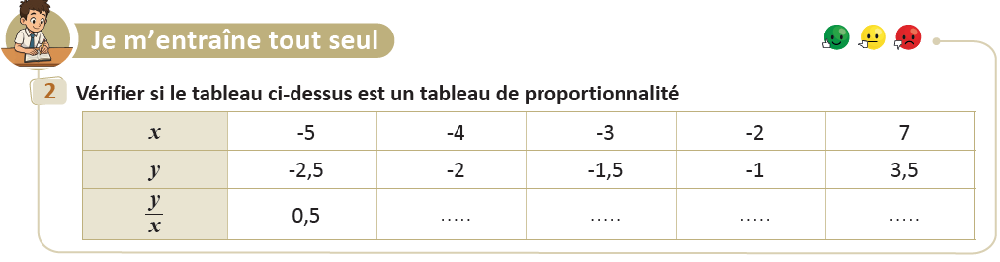 Je m'entraîne tout seul
2 Vérifier si le tableau ci-dessus est un tableau de proportionnalité
x -5 -4 -3 -2 7
y -2,5 -2 -1,5 -1 3,5
y/x 0,5 ..... ..... ..... .....